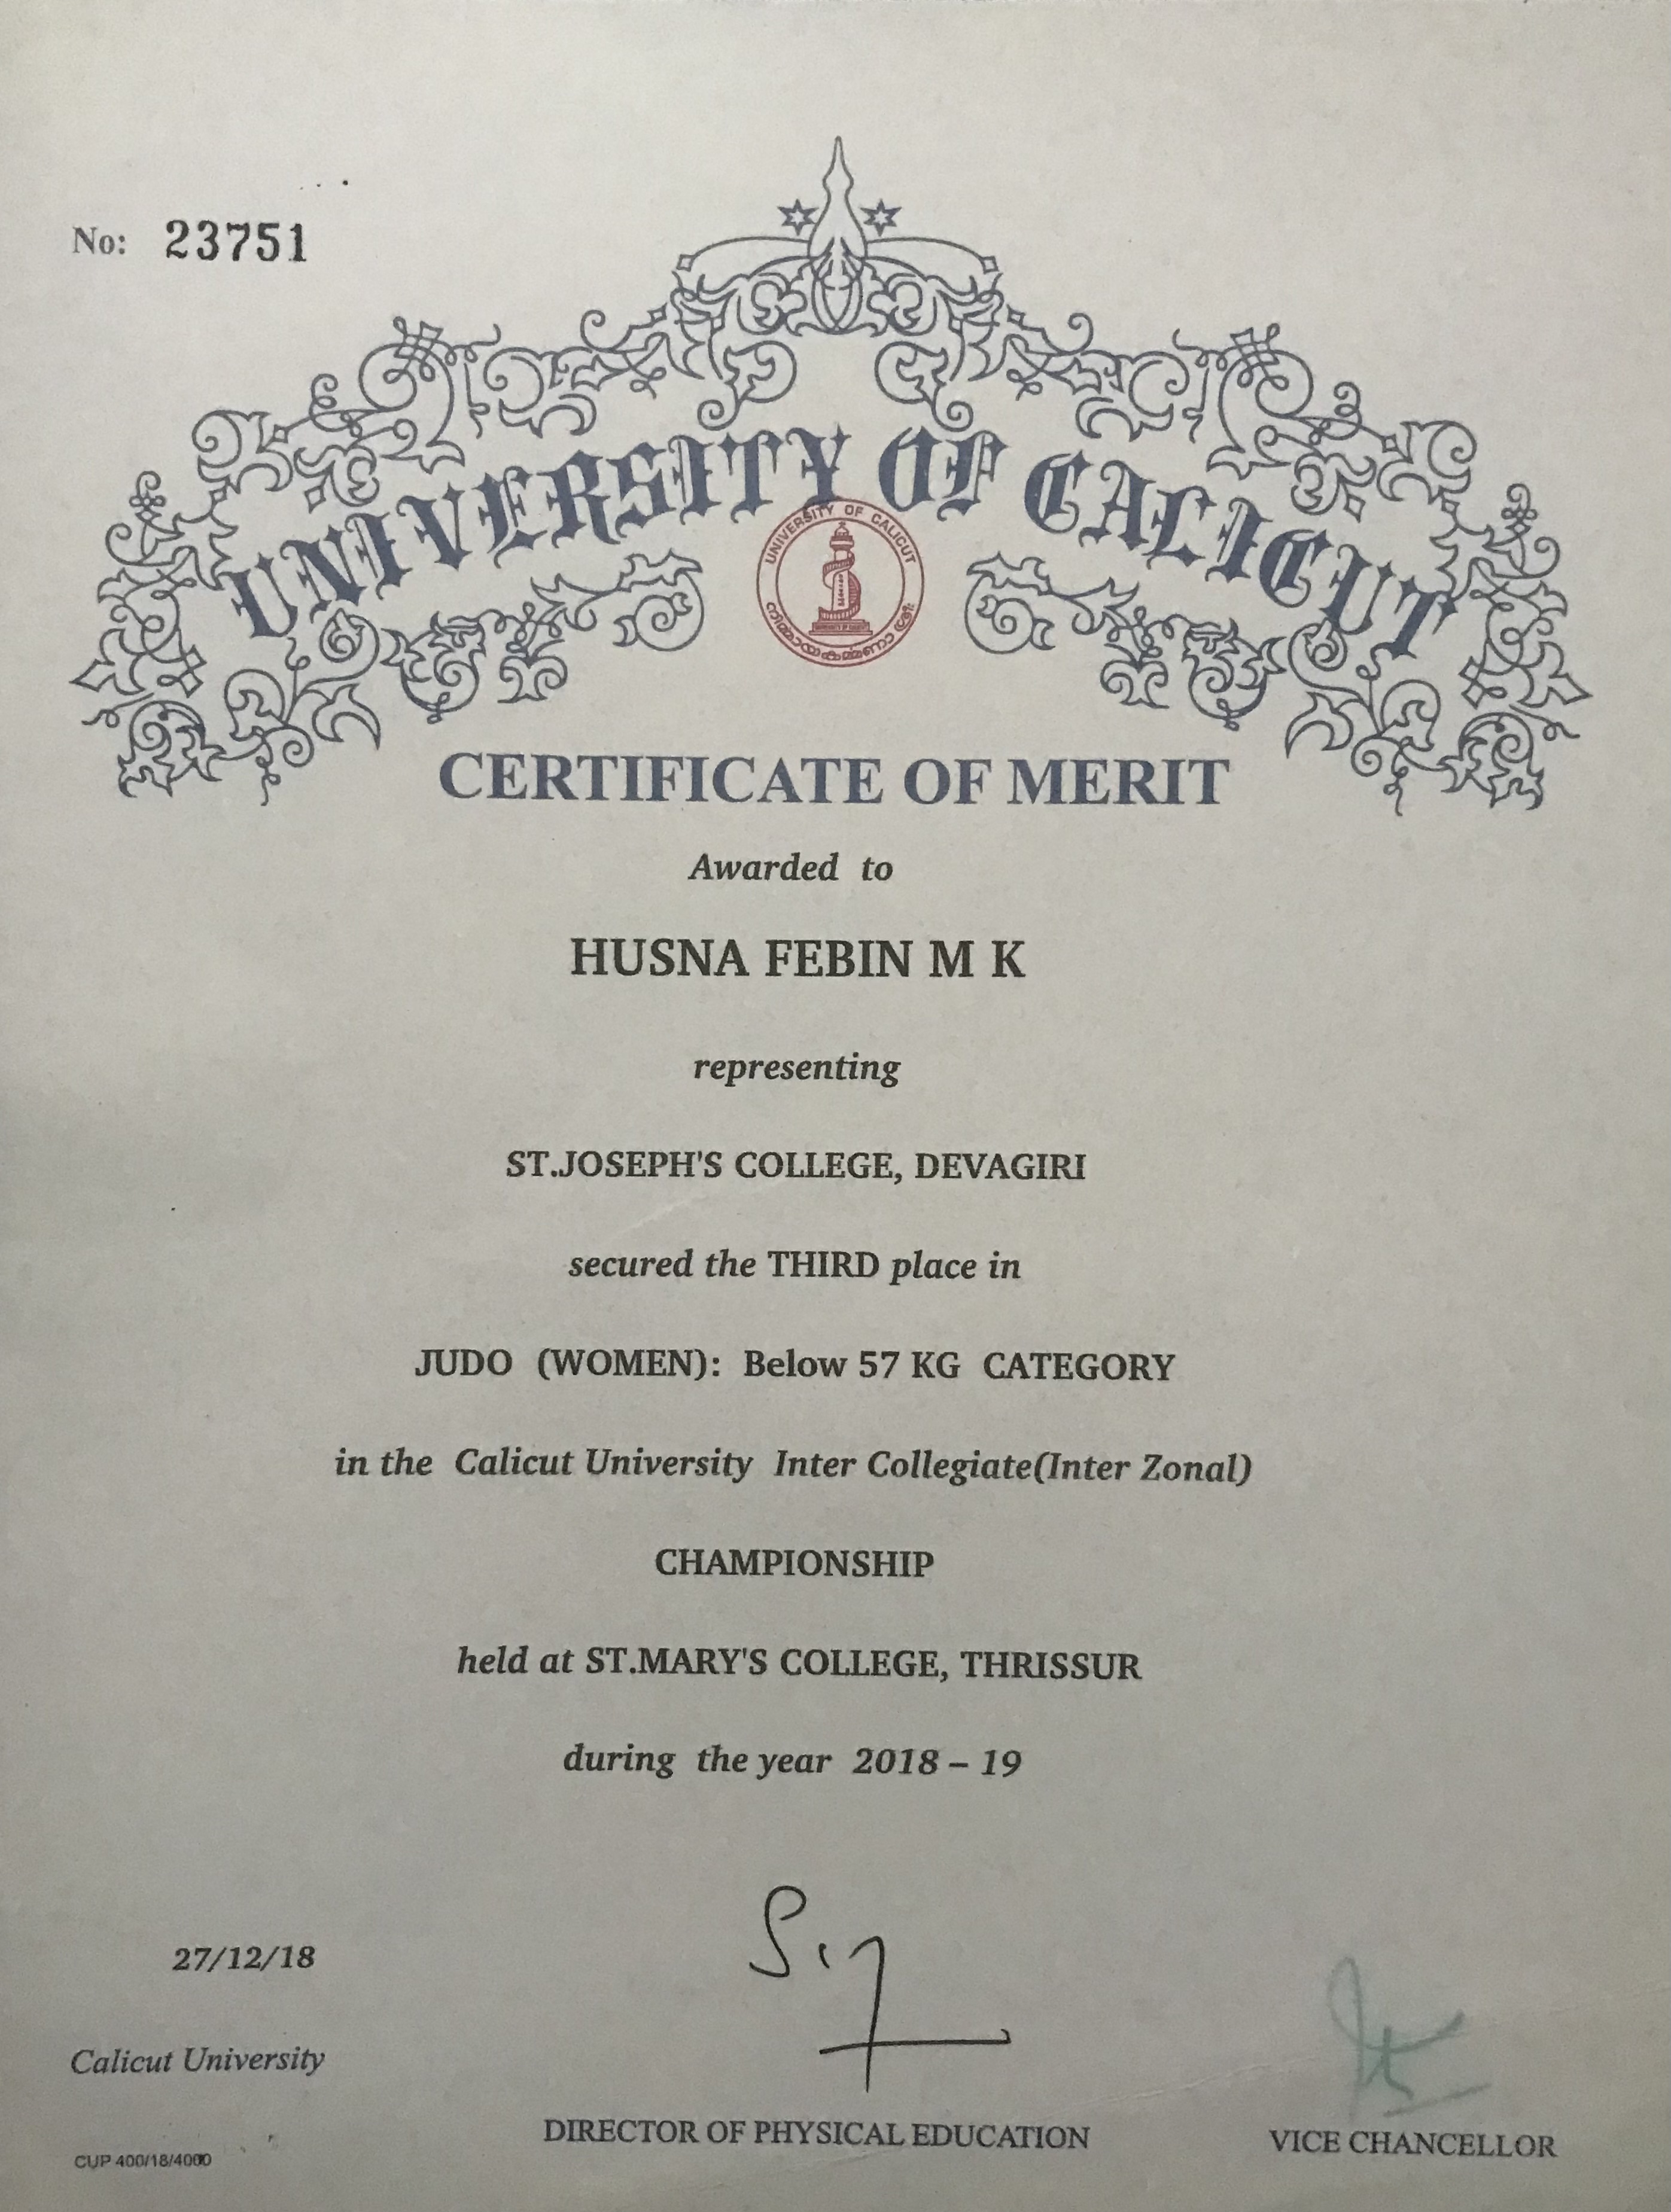 No: 23751
UNIVERSITY OF CALICUT
UNIVERSITY OF CALICUT
CERTIFICATE OF MERIT
Awarded to
HUSNA FEBIN M K
representing
ST.JOSEPH'S COLLEGE, DEVAGIRI
secured the THIRD place in
JUDO (WOMEN): Below 57 KG CATEGORY
in the Calicut University Inter Collegiate(Inter Zonal)
CHAMPIONSHIP
held at ST.MARY'S COLLEGE, THRISSUR
during the year 2018 – 19
27/12/18
Calicut University
DIRECTOR OF PHYSICAL EDUCATION
VICE CHANCELLOR
CUP 400/18/4000